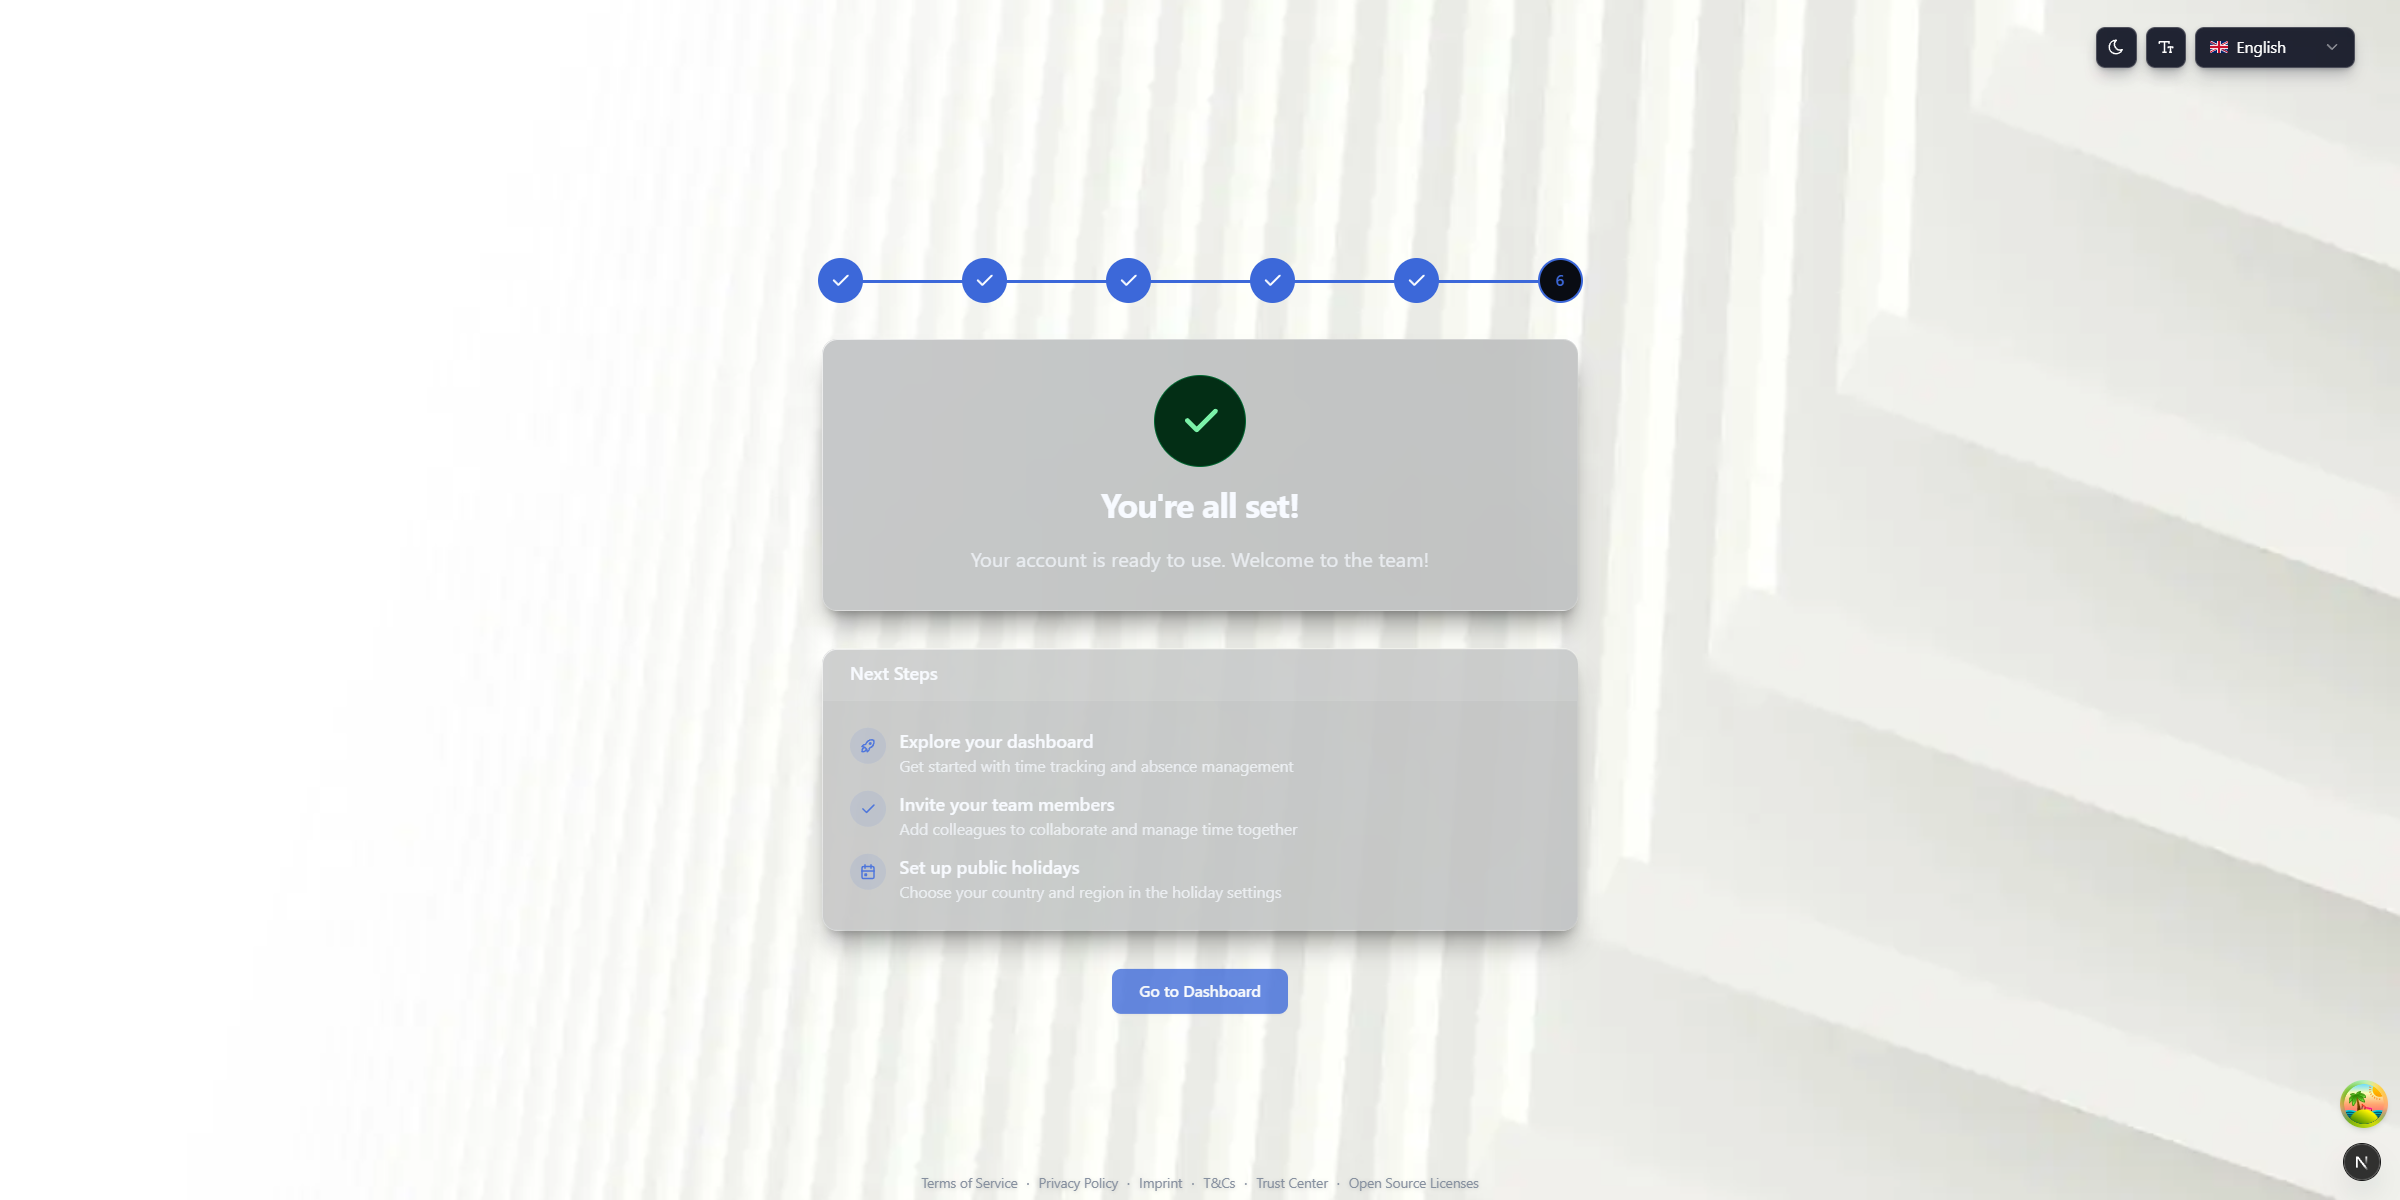 English
6
You're all set!
Your account is ready to use. Welcome to the team!
Next Steps
Explore your dashboard
Get started with time tracking and absence management
Invite your team members
Add colleagues to collaborate and manage time together
Set up public holidays
Choose your country and region in the holiday settings
Go to Dashboard
Terms of Service · Privacy Policy · Imprint · T&Cs · Trust Center · Open Source Licenses